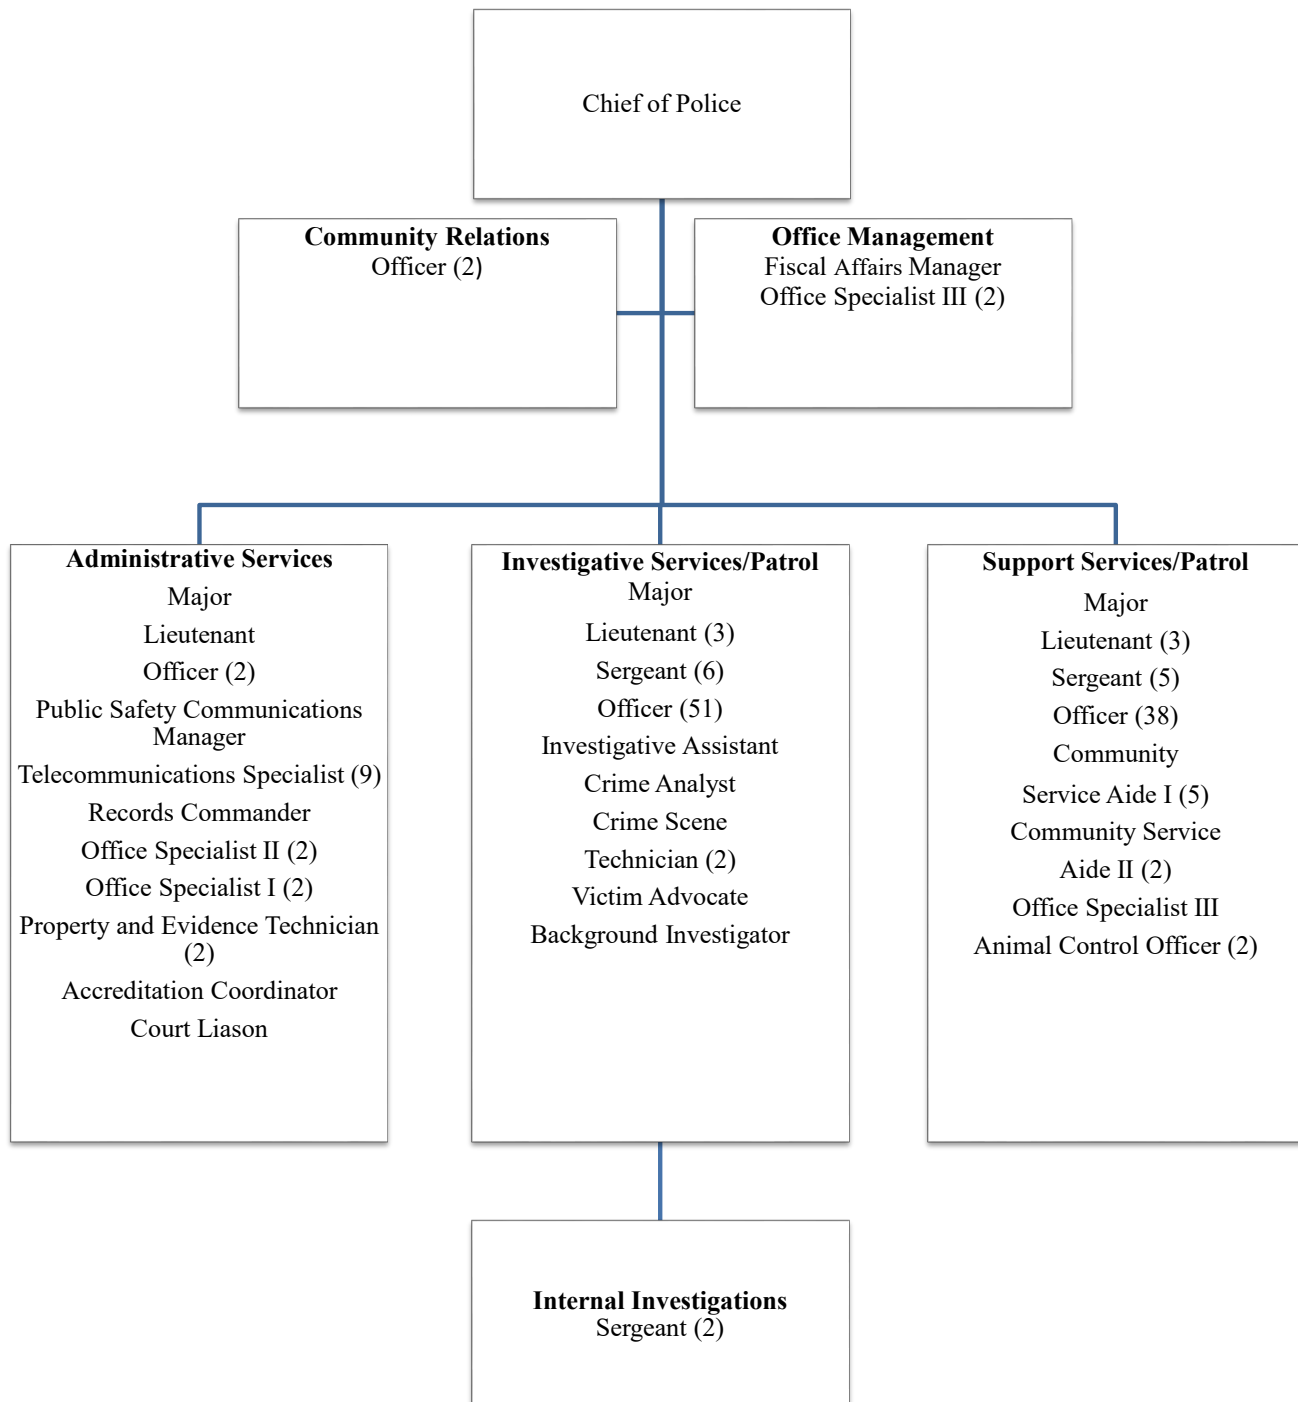 Chief of Police
Community Relations
Officer (2)
Office Management
Fiscal Affairs Manager
Office Specialist III (2)
Administrative Services
Major
Lieutenant
Officer (2)
Public Safety Communications
Manager
Telecommunications Specialist (9)
Records Commander
Office Specialist II (2)
Office Specialist I (2)
Property and Evidence Technician
(2)
Accreditation Coordinator
Court Liason
Investigative Services/Patrol
Major
Lieutenant (3)
Sergeant (6)
Officer (51)
Investigative Assistant
Crime Analyst
Crime Scene
Technician (2)
Victim Advocate
Background Investigator
Support Services/Patrol
Major
Lieutenant (3)
Sergeant (5)
Officer (38)
Community
Service Aide I (5)
Community Service
Aide II (2)
Office Specialist III
Animal Control Officer (2)
Internal Investigations
Sergeant (2)